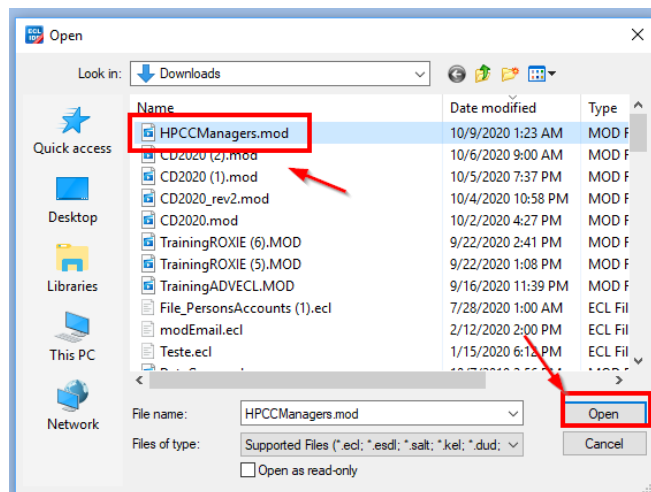 ECL IDE Open
Look in: Downloads
Name Date modified Type
Quick access
Desktop
Libraries
This PC
Network
HPCCManagers.mod 10/9/2020 1:23 AM MOD F
CD2020 (2).mod 10/6/2020 9:00 AM MOD F
CD2020 (1).mod 10/5/2020 7:37 PM MOD F
CD2020_rev2.mod 10/4/2020 10:58 PM MOD F
CD2020.mod 10/2/2020 4:27 PM MOD F
TrainingROXIE (6).MOD 9/22/2020 2:41 PM MOD F
TrainingROXIE (5).MOD 9/22/2020 1:08 PM MOD F
TrainingADVECL.MOD 9/16/2020 11:39 PM MOD F
File_PersonsAccounts (1).ecl 7/28/2020 1:00 AM ECL Fil
modEmail.ecl 2/12/2020 2:00 PM ECL Fil
Teste.ecl 1/15/2020 6:12 PM ECL Fil
File name: HPCCManagers.mod Open
Files of type: Supported Files (*.ecl; *.esdl; *.salt; *.kel; *.dud; Cancel
Open as read-only